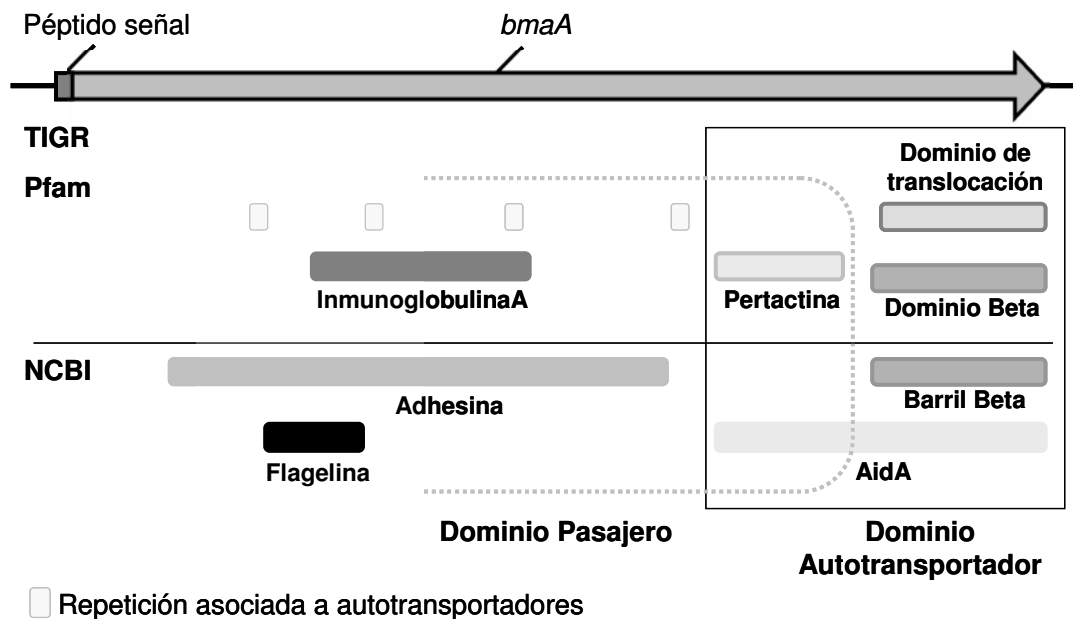 Péptido señal
bmaA
TIGR
Pfam
Dominio de
translocación
InmunoglobulinaA
Pertactina
Dominio Beta
NCBI
Adhesina
Barril Beta
Flagelina
AidA
Dominio Pasajero
Dominio
Autotransportador
Repetición asociada a autotransportadores